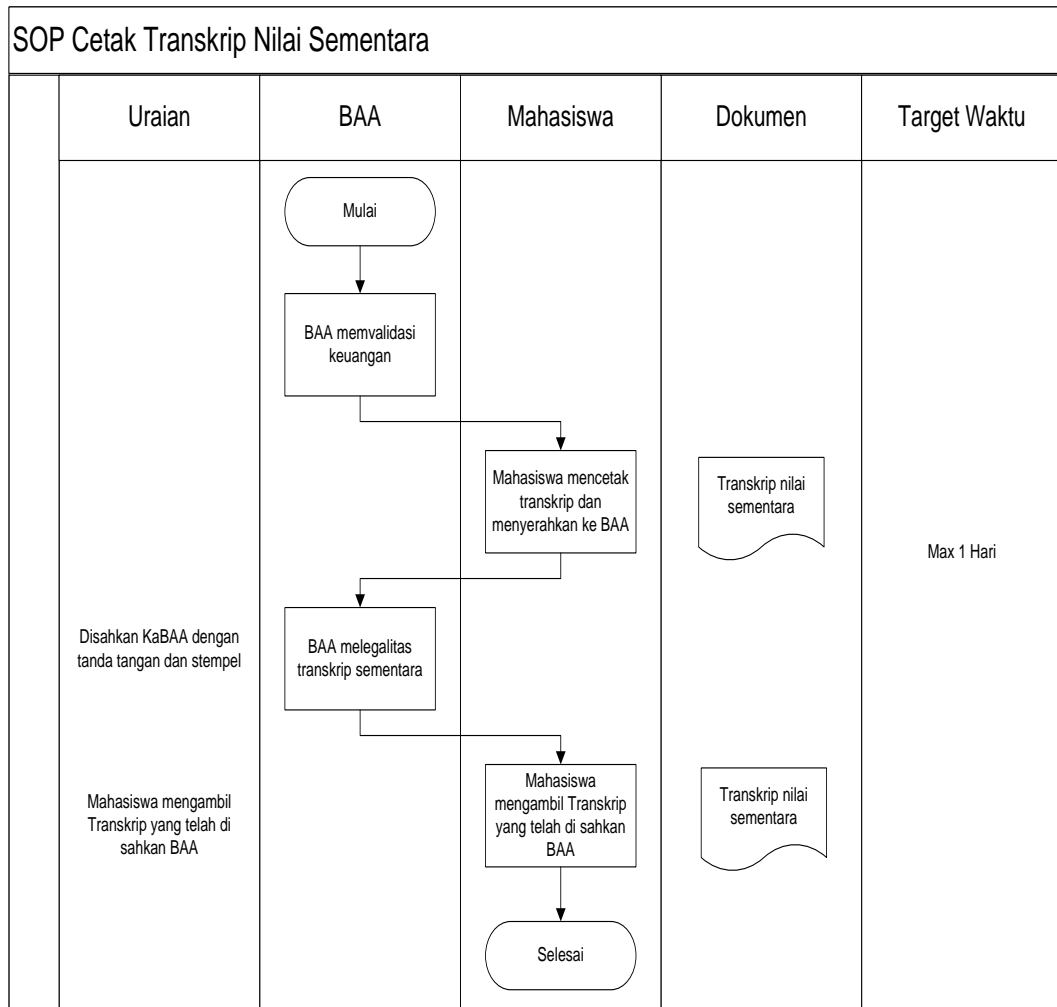 SOP Cetak Transkrip Nilai Sementara
Uraian
BAA
Mahasiswa
Dokumen
Target Waktu
Mulai
BAA memvalidasi
keuangan
Mahasiswa mencetak
transkrip dan
menyerahkan ke BAA
Transkrip nilai
sementara
Max 1 Hari
Disahkan KaBAA dengan
tanda tangan dan stempel
BAA melegalitas
transkrip sementara
Mahasiswa mengambil
Transkrip yang telah di
sahkan BAA
Mahasiswa
mengambil Transkrip
yang telah di sahkan
BAA
Transkrip nilai
sementara
Selesai